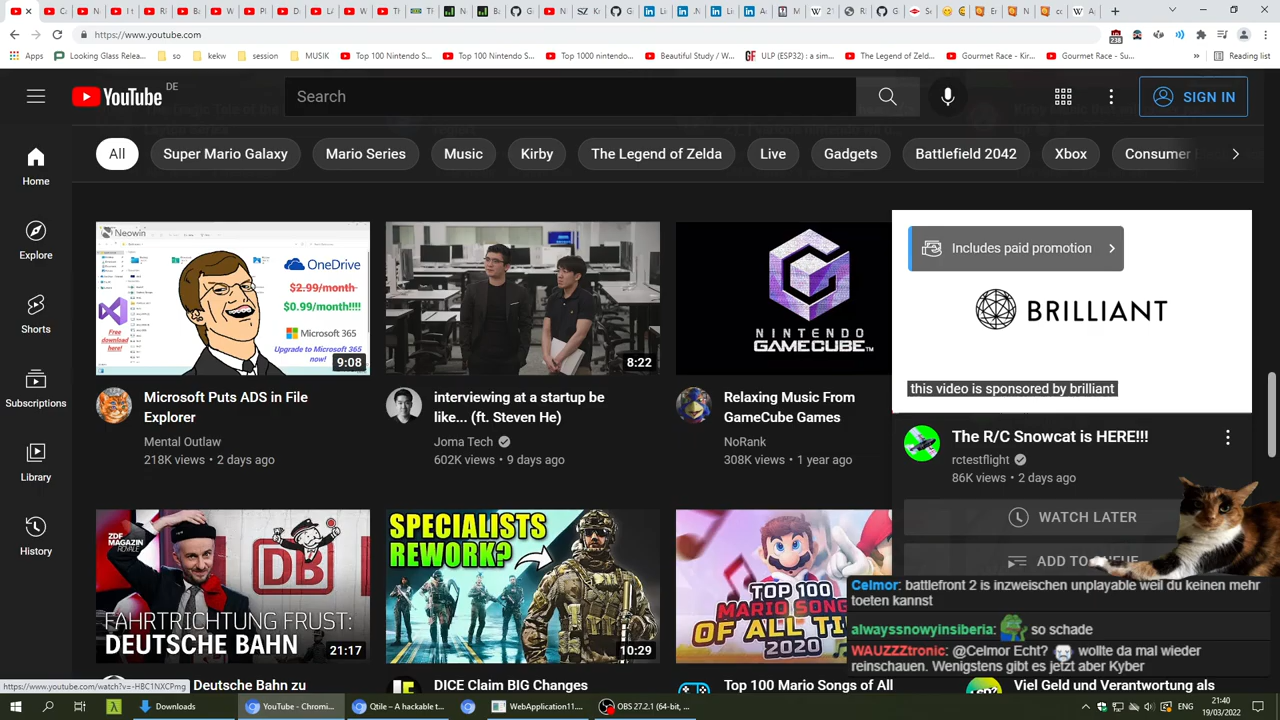 https://www.youtube.com
238
Apps
Looking Glass Relea...
so
kekw
session
MUSIK
Top 100 Nintendo S...
Top 100 Nintendo S...
Top 1000 nintendo...
Beautiful Study / W...
ULP (ESP32) : a sim...
The Legend of Zeld...
Gourmet Race - Kir...
Gourmet Race - Su...
»
Reading list
YouTube DE
Search
SIGN IN
All
Super Mario Galaxy
Mario Series
Music
Kirby
The Legend of Zelda
Live
Gadgets
Battlefield 2042
Xbox
Consumer
Home
Explore
Shorts
Subscriptions
Library
History
Neowin
OneDrive
$2.99/month!
$0.99/month!!!!
Free
download
here!
Microsoft 365
Upgrade to Microsoft 365
now!
9:08
Microsoft Puts ADS in File
Explorer
Mental Outlaw
218K views • 2 days ago
8:22
interviewing at a startup be
like... (ft. Steven He)
Joma Tech
602K views • 9 days ago
NINTENDO
GAMECUBE™
Relaxing Music From
GameCube Games
NoRank
308K views • 1 year ago
Includes paid promotion
BRILLIANT
this video is sponsored by brilliant
The R/C Snowcat is HERE!!!
rctestflight
86K views • 2 days ago
WATCH LATER
ADD TO QUEUE
ZDF
MAGAZIN
ROYALE
DB
FAHRTRICHTUNG FRUST:
DEUTSCHE BAHN
21:17
Deutsche Bahn zu
SPECIALISTS
REWORK?
10:29
DICE Claim BIG Changes
TOP 100
MARIO SONGS
OF ALL TI
2020
Top 100 Mario Songs of All
Celmor: battlefront 2 is inzweischen unplayable weil du keinen mehr
toeten kannst
alwayssnowyinsiberia: so schade
WAUZZZtronic: @Celmor Echt? wollte da mal wieder
reinschauen. Wenigstens gibt es jetzt aber Kyber
Viel Geld und Verantwortung als
https://www.youtube.com/watch?v=-HBC1NXCPmg
Downloads
YouTube - Chromi...
Qtile – A hackable t...
WebApplication11....
OBS 27.2.1 (64-bit, ...
ENG
21:40
19/03/2022